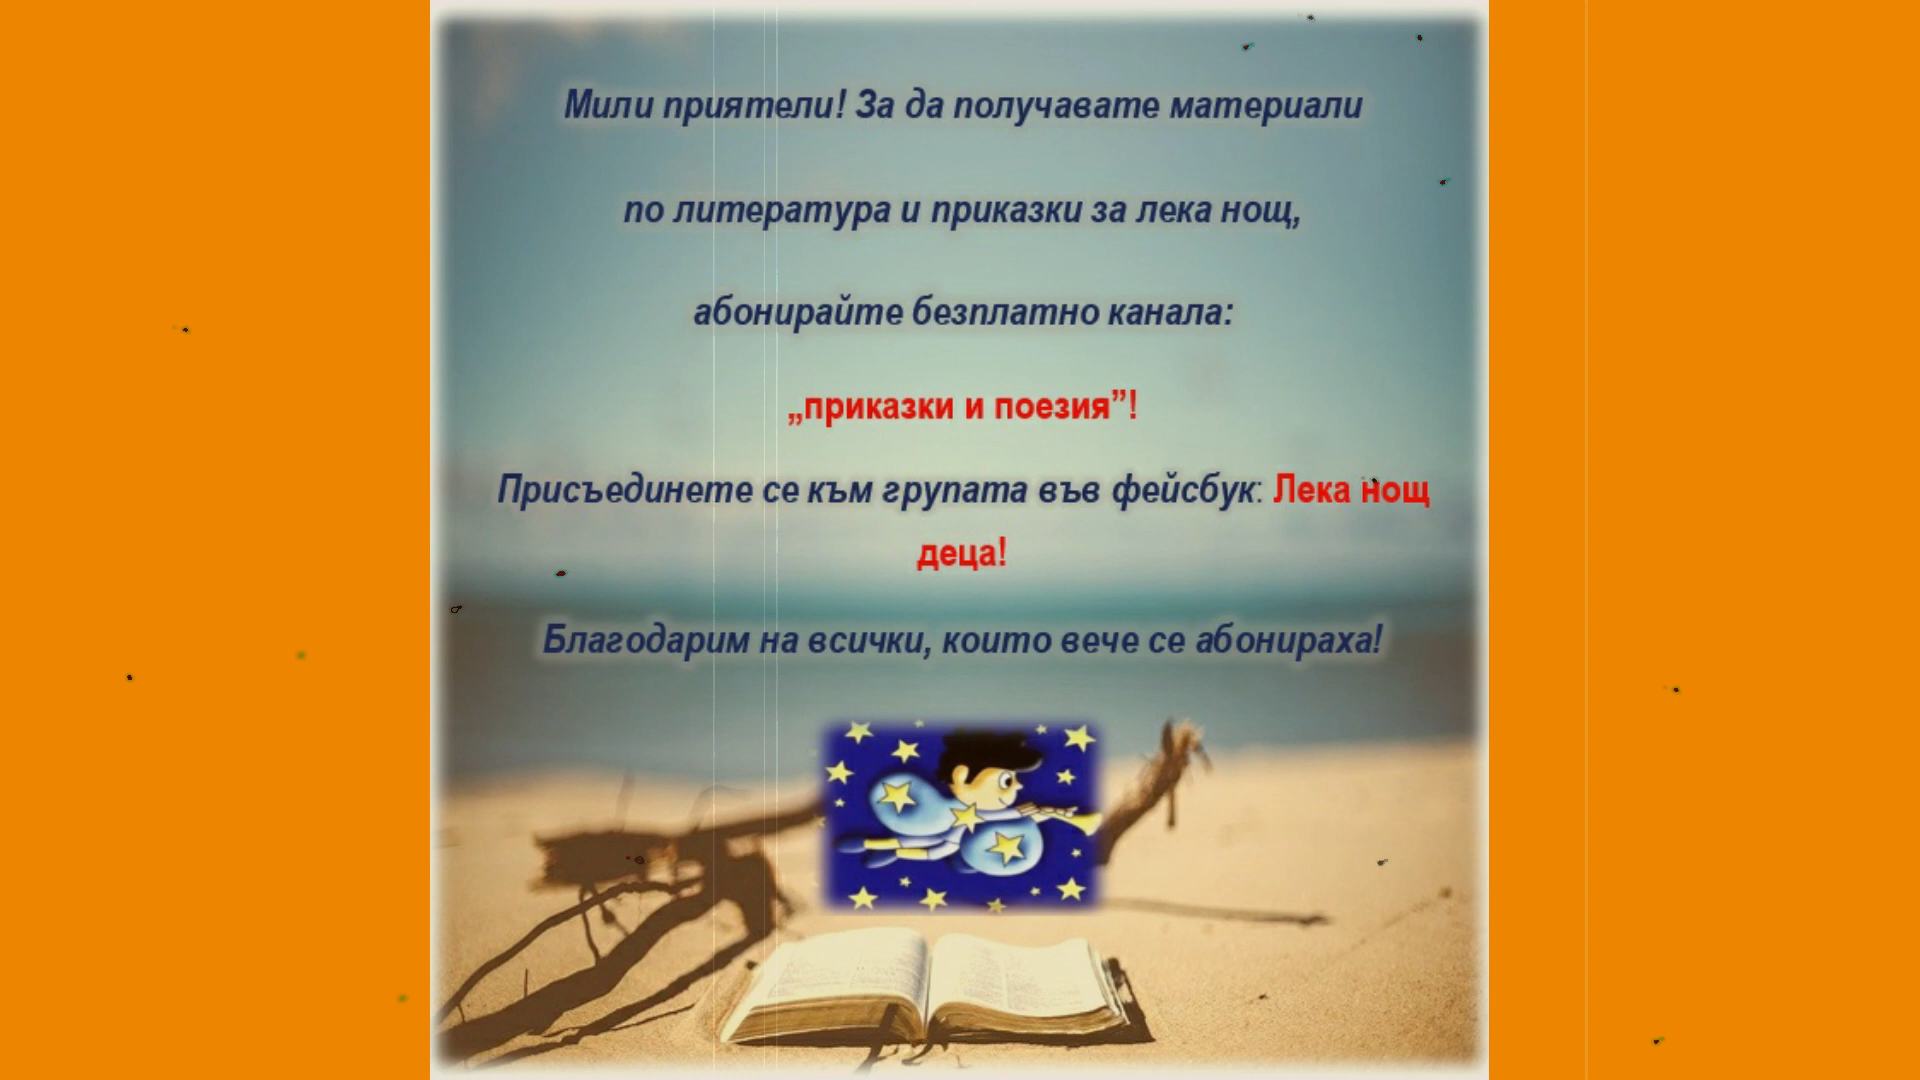 Мили приятели! За да получавате материали
по литература и приказки за лека нощ,
абонирайте безплатно канала:
„приказки и поезия”!
Присъединете се към групата във фейсбук: Лека нощ
деца!
Благодарим на всички, които вече се абонираха!